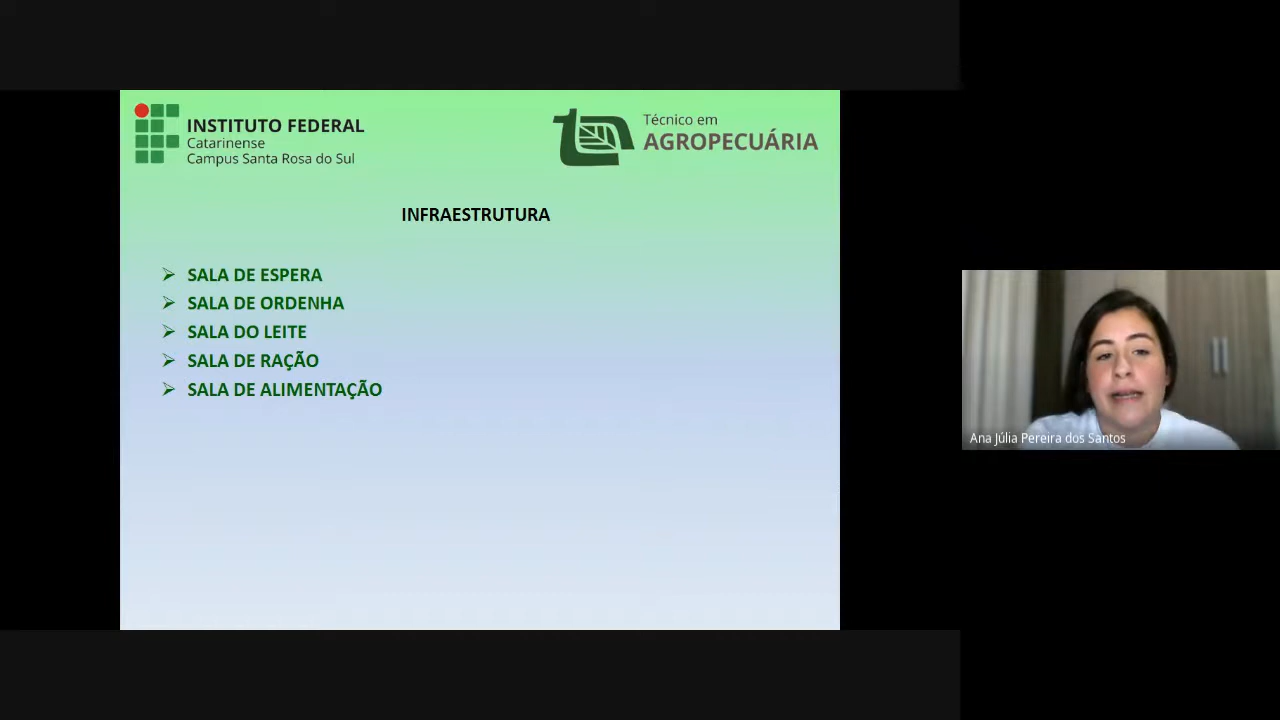 INSTITUTO FEDERAL
Catarinense
Campus Santa Rosa do Sul
Técnico em
AGROPECUÁRIA
INFRAESTRUTURA
SALA DE ESPERA
SALA DE ORDENHA
SALA DO LEITE
SALA DE RAÇÃO
SALA DE ALIMENTAÇÃO
Ana Júlia Pereira dos Santos